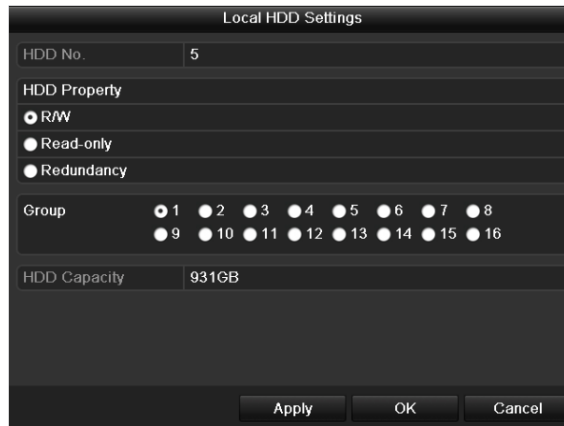 Local HDD Settings
HDD No. 5
HDD Property
R/W
Read-only
Redundancy
Group 1 2 3 4 5 6 7 8
9 10 11 12 13 14 15 16
HDD Capacity 931GB
Apply OK Cancel